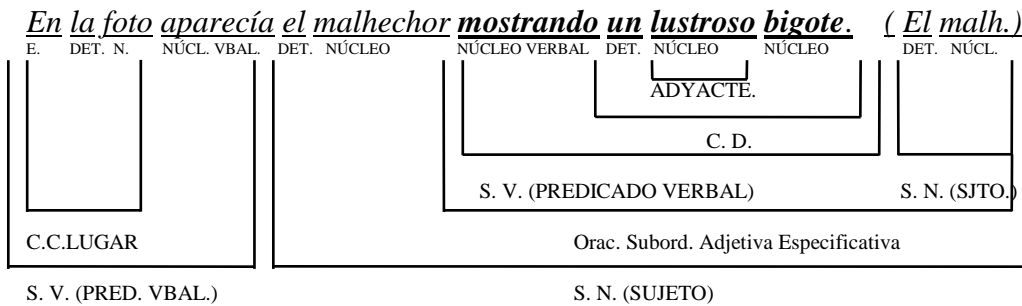 En la foto aparecía el malhechor mostrando un lustroso bigote. ( El malh.)
E. DET. N. NÚCL. VBAL. DET. NÚCLEO NÚCLEO VERBAL DET. NÚCLEO NÚCLEO DET. NÚCL.
ADYACTE.
C. D.
S. V. (PREDICADO VERBAL) S. N. (SJTO.)
C.C.LUGAR Orac. Subord. Adjetiva Especificativa
S. V. (PRED. VBAL.) S. N. (SUJETO)